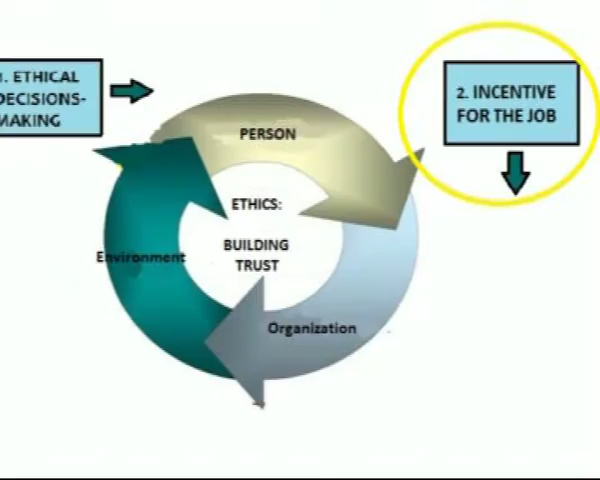 1. ETHICAL
DECISIONS-
MAKING
2. INCENTIVE
FOR THE JOB
PERSON
ETHICS:
BUILDING
TRUST
Environment
Organization